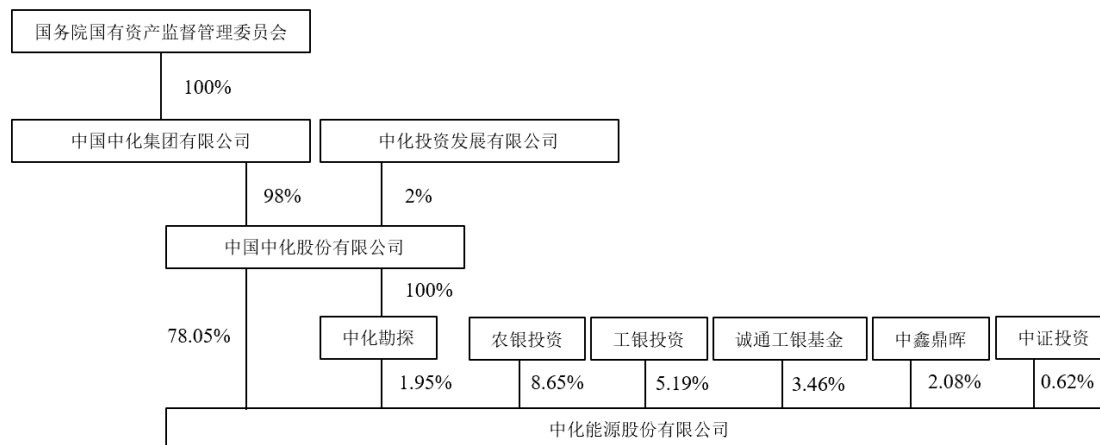 国务院国有资产监督管理委员会
100%
中国中化集团有限公司
中化投资发展有限公司
98%
2%
中国中化股份有限公司
100%
78.05%
中化勘探
农银投资
工银投资
诚通工银基金
中鑫鼎晖
中证投资
1.95%
8.65%
5.19%
3.46%
2.08%
0.62%
中化能源股份有限公司